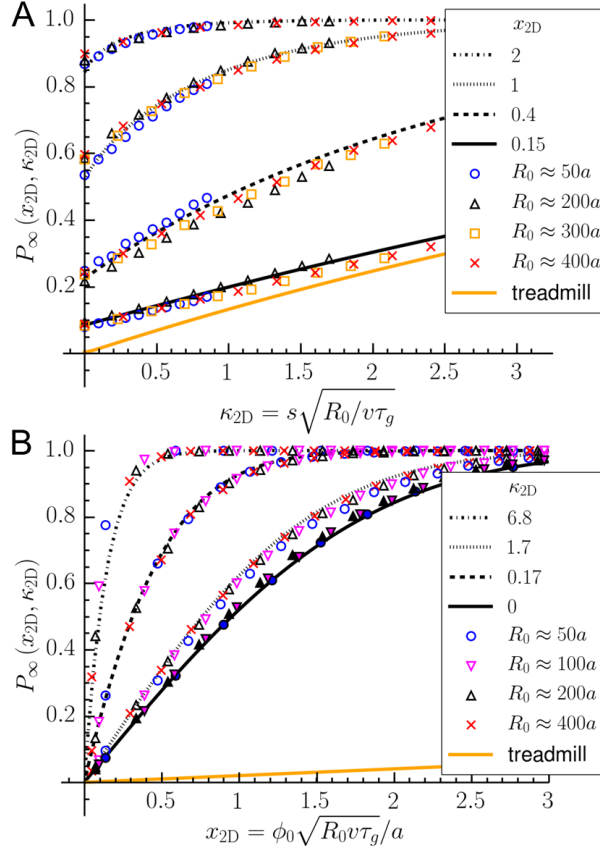 A
1.0
0.8
0.6
0.4
0.2
P∞ (x2D, κ2D)
0.5
1
1.5
2
2.5
κ2D = s√R0/vτg
x2D
2
1
0.4
0.15
R0 ≈ 50a
R0 ≈ 200a
R0 ≈ 300a
R0 ≈ 400a
treadmill
B
1.0
0.8
0.6
0.4
0.2
P∞ (x2D, κ2D)
0.5
1
1.5
2
2.5
3
x2D = ϕ0√R0vτg/a
κ2D
6.8
1.7
0.17
0
R0 ≈ 50a
R0 ≈ 100a
R0 ≈ 200a
R0 ≈ 400a
treadmill